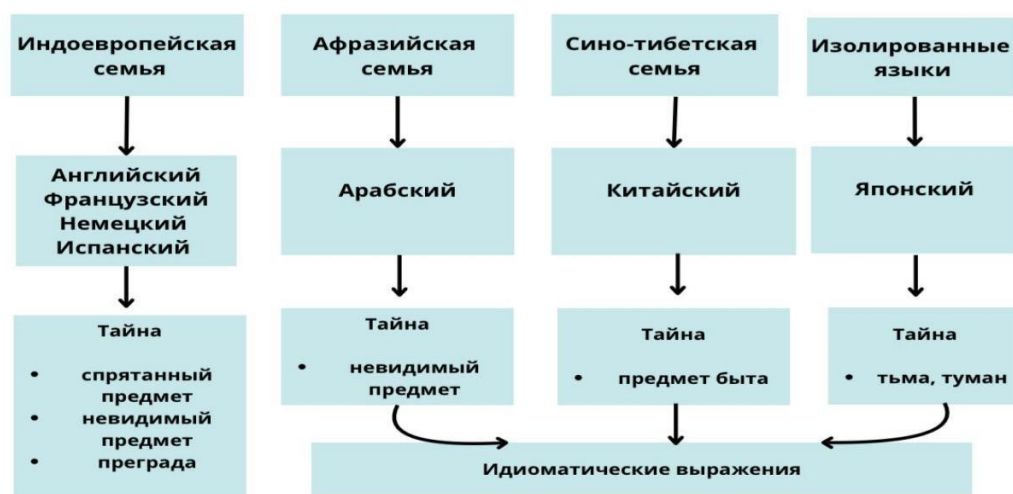 Индоевропейская
семья
Афразийская
семья
Сино-тибетская
семья
Изолированные
языки
Английский
Французский
Немецкий
Испанский
Арабский
Китайский
Японский
Тайна
• спрятанный
предмет
• невидимый
предмет
• преграда
Тайна
• невидимый
предмет
Тайна
• предмет быта
Тайна
• тьма, туман
Идиоматические выражения